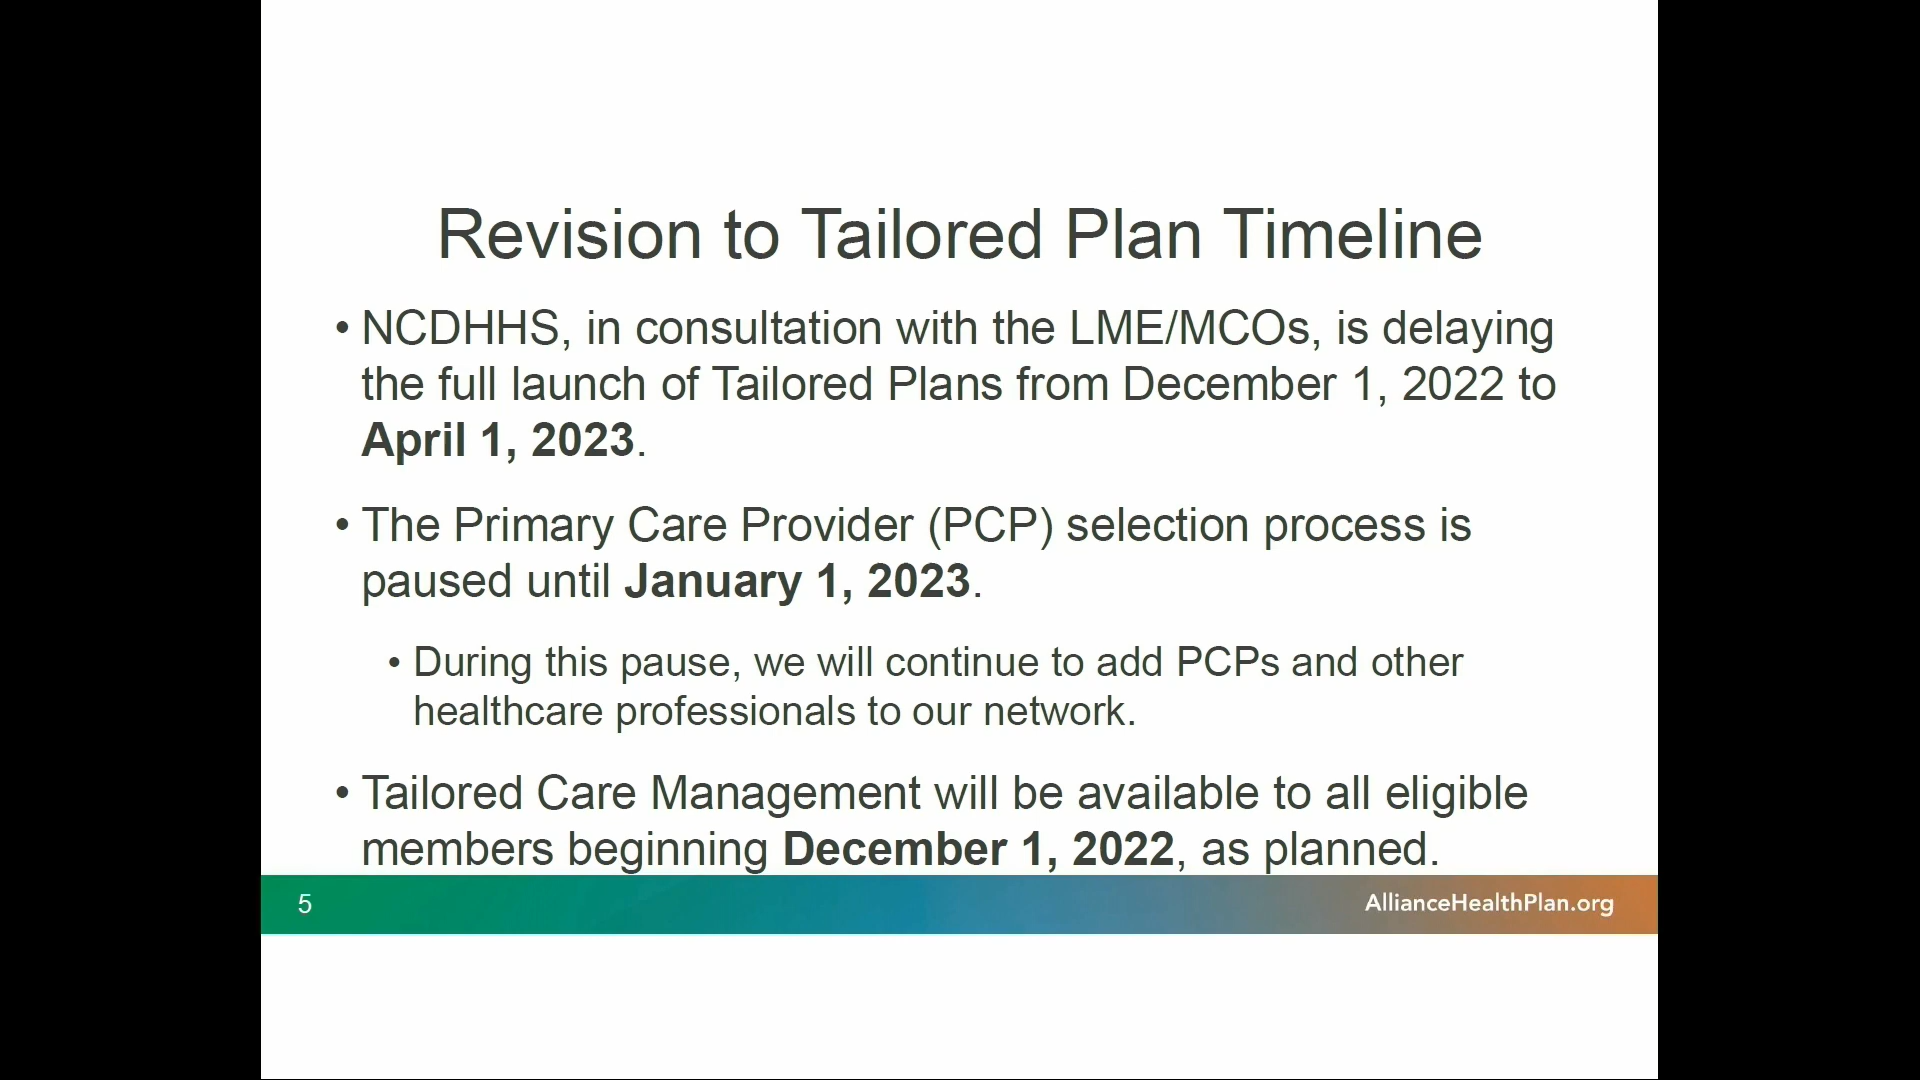 Revision to Tailored Plan Timeline
• NCDHHS, in consultation with the LME/MCOs, is delaying
the full launch of Tailored Plans from December 1, 2022 to
April 1, 2023.
• The Primary Care Provider (PCP) selection process is
paused until January 1, 2023.
• During this pause, we will continue to add PCPs and other
healthcare professionals to our network.
• Tailored Care Management will be available to all eligible
members beginning December 1, 2022, as planned.
5
AllianceHealthPlan.org